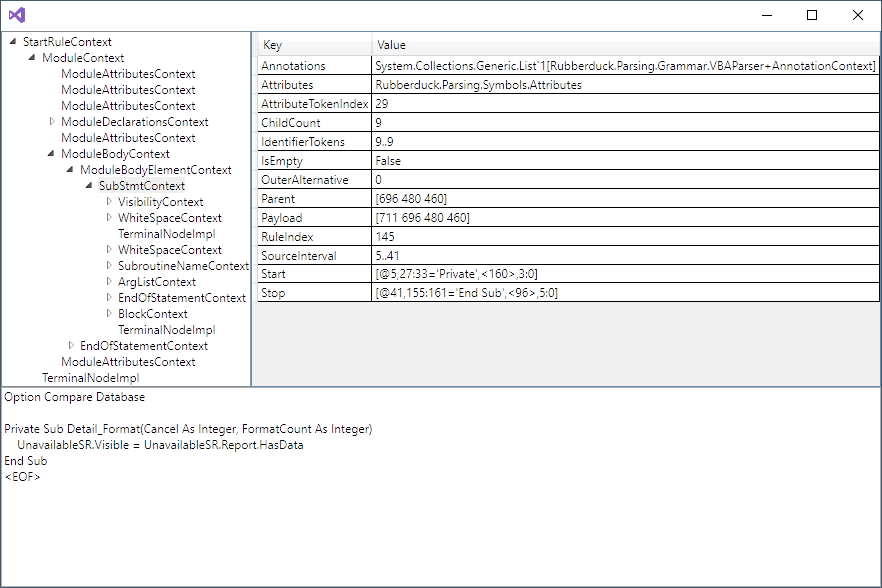 StartRuleContext
ModuleContext
ModuleAttributesContext
ModuleAttributesContext
ModuleAttributesContext
ModuleDeclarationsContext
ModuleAttributesContext
ModuleBodyContext
ModuleBodyElementContext
SubStmtContext
VisibilityContext
WhiteSpaceContext
TerminalNodeImpl
WhiteSpaceContext
SubroutineNameContext
ArgListContext
EndOfStatementContext
BlockContext
TerminalNodeImpl
EndOfStatementContext
ModuleAttributesContext
TerminalNodeImpl
Key Value
Annotations System.Collections.Generic.List`1[Rubberduck.Parsing.Grammar.VBAParser+AnnotationContext]
Attributes Rubberduck.Parsing.Symbols.Attributes
AttributeTokenIndex 29
ChildCount 9
IdentifierTokens 9..9
IsEmpty False
OuterAlternative 0
Parent [696 480 460]
Payload [711 696 480 460]
RuleIndex 145
SourceInterval 5..41
Start [@5,27:33='Private',<160>,3:0]
Stop [@41,155:161='End Sub',<96>,5:0]
Option Compare Database
Private Sub Detail_Format(Cancel As Integer, FormatCount As Integer)
UnavailableSR.Visible = UnavailableSR.Report.HasData
End Sub
<EOF>